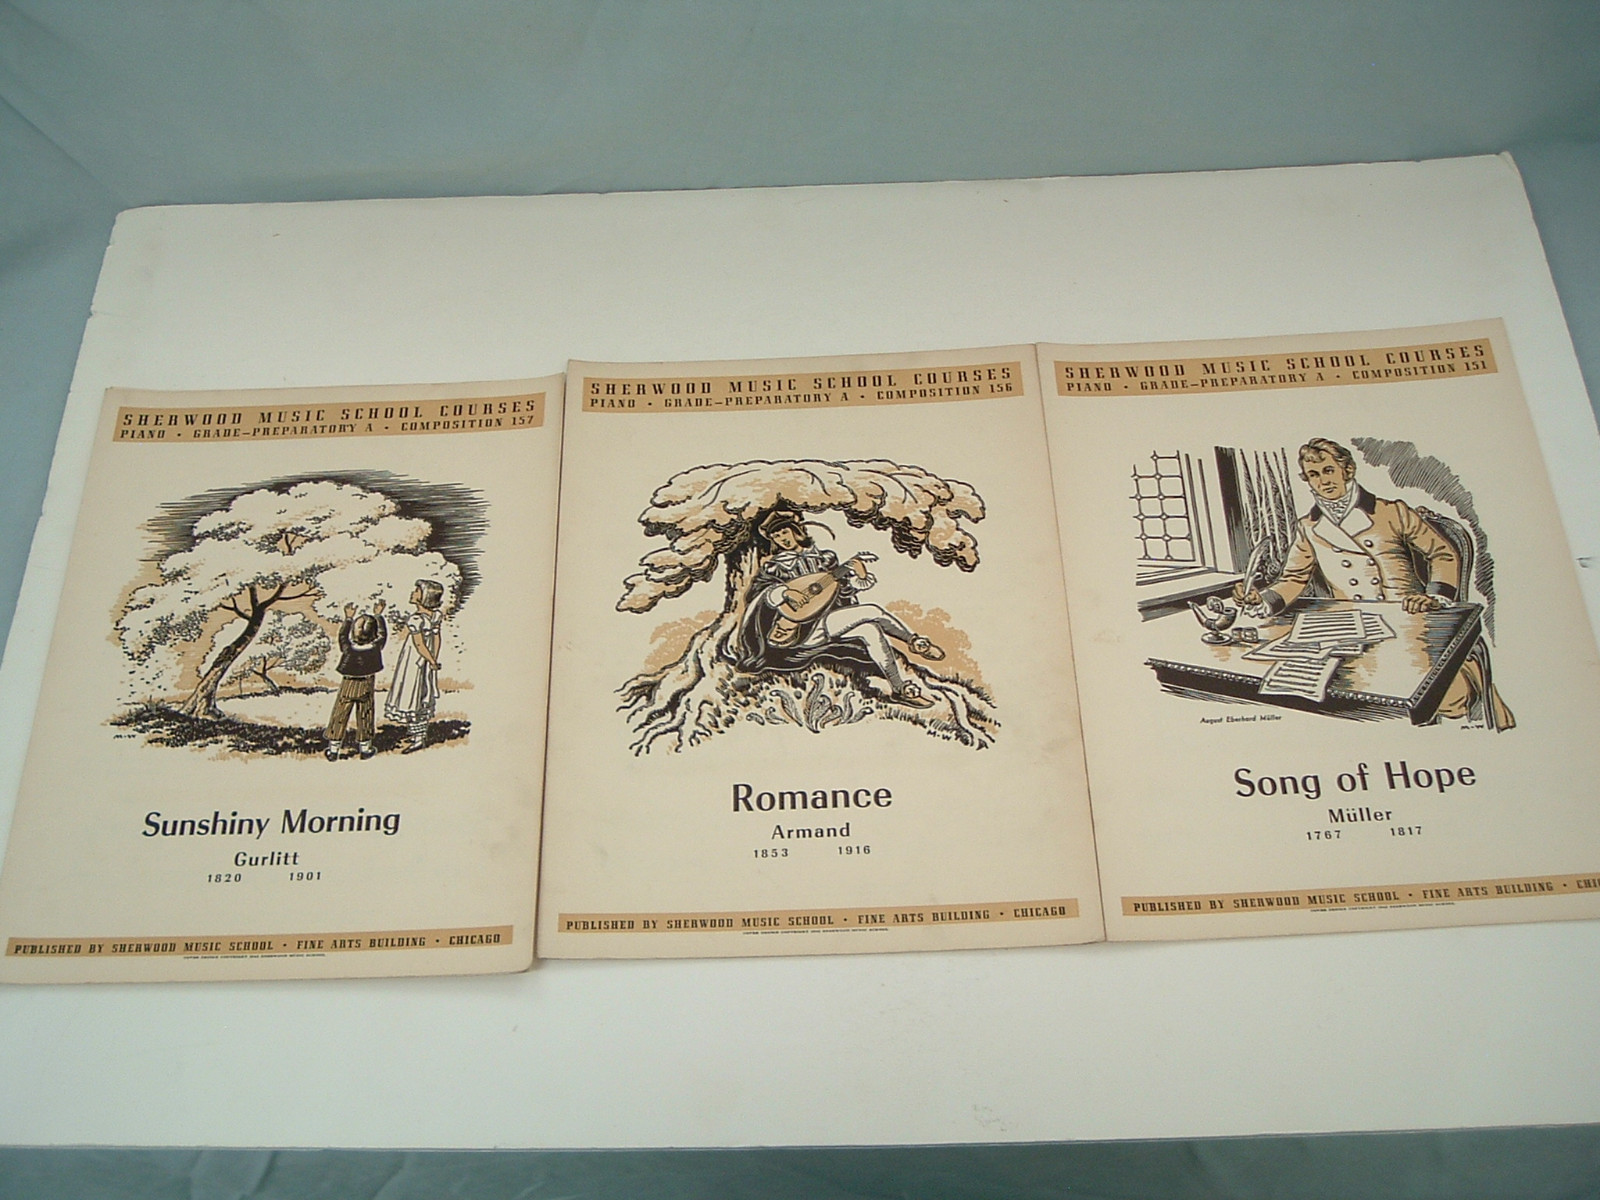 SHERWOOD MUSIC SCHOOL COURSES
PIANO • GRADE–PREPARATORY A • COMPOSITION 157
M-W
Sunshiny Morning
Gurlitt
1820 1901
PUBLISHED BY SHERWOOD MUSIC SCHOOL • FINE ARTS BUILDING • CHICAGO
SHERWOOD MUSIC SCHOOL COURSES
PIANO • GRADE–PREPARATORY A • COMPOSITION 156
M-W
Romance
Armand
1853 1916
PUBLISHED BY SHERWOOD MUSIC SCHOOL • FINE ARTS BUILDING • CHICAGO
SHERWOOD MUSIC SCHOOL COURSES
PIANO • GRADE–PREPARATORY A • COMPOSITION 151
August Eberhard Müller
M-W
Song of Hope
Müller
1767 1817
PUBLISHED BY SHERWOOD MUSIC SCHOOL • FINE ARTS BUILDING • CHIC